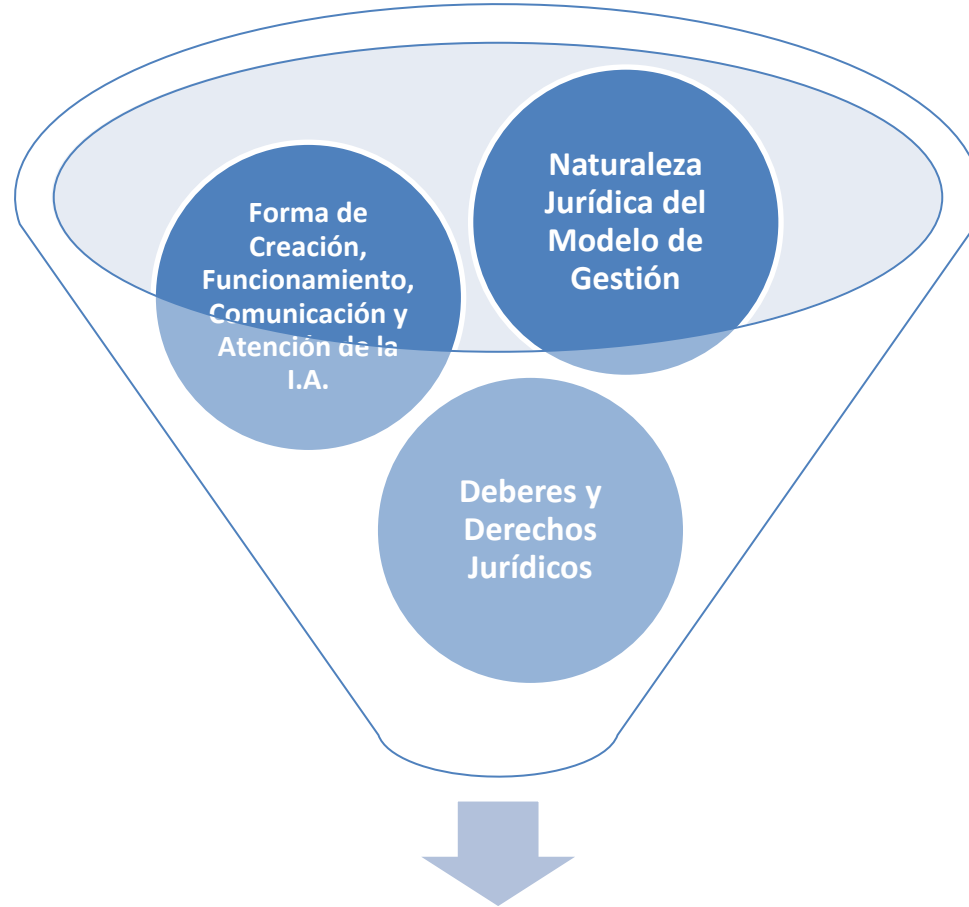 Forma de
Creación,
Funcionamiento,
Comunicación y
Atención de la
I.A.
Naturaleza
Jurídica del
Modelo de
Gestión
Deberes y
Derechos
Jurídicos